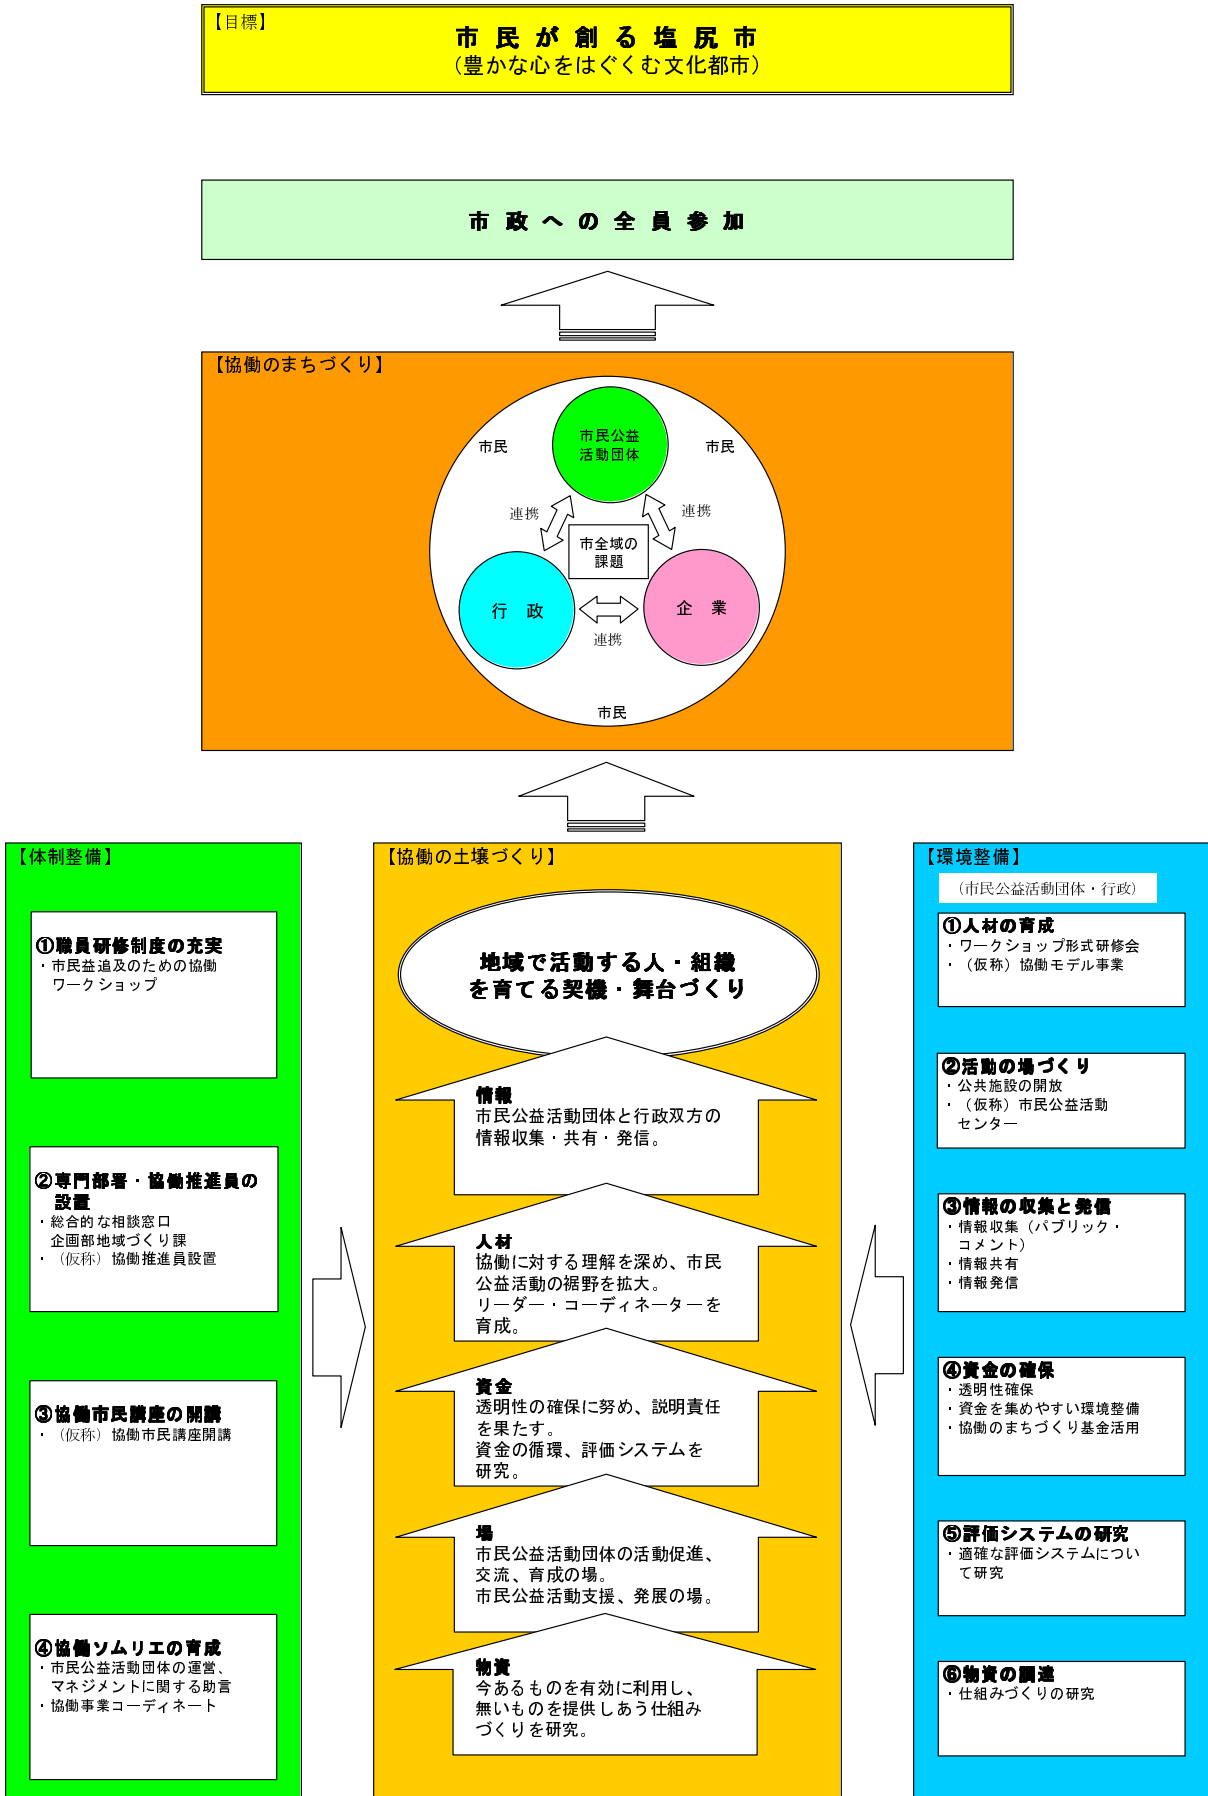 【目標】
市民が創る塩尻市
（豊かな心をはぐくむ文化都市）
市政への全員参加
【協働のまちづくり】
市民公益
活動団体
市民
市民
連携
連携
市全域の
課題
行　政
企　業
連携
市民
【体制整備】
①職員研修制度の充実
・市民益追及のための協働
ワークショップ
②専門部署・協働推進員の
設置
・総合的な相談窓口
企画部地域づくり課
・（仮称）協働推進員設置
③協働市民講座の開講
・（仮称）協働市民講座開講
④協働ソムリエの育成
・市民公益活動団体の運営、
マネジメントに関する助言
・協働事業コーディネート
【協働の土壌づくり】
地域で活動する人・組織
を育てる契機・舞台づくり
情報
市民公益活動団体と行政双方の
情報収集・共有・発信。
人材
協働に対する理解を深め、市民
公益活動の裾野を拡大。
リーダー・コーディネーターを
育成。
資金
透明性の確保に努め、説明責任
を果たす。
資金の循環、評価システムを
研究。
場
市民公益活動団体の活動促進、
交流、育成の場。
市民公益活動支援、発展の場。
物資
今あるものを有効に利用し、
無いものを提供しあう仕組み
づくりを研究。
【環境整備】
（市民公益活動団体・行政）
①人材の育成
・ワークショップ形式研修会
・（仮称）協働モデル事業
②活動の場づくり
・公共施設の開放
・（仮称）市民公益活動
センター
③情報の収集と発信
・情報収集（パブリック・
コメント）
・情報共有
・情報発信
④資金の確保
・透明性確保
・資金を集めやすい環境整備
・協働のまちづくり基金活用
⑤評価システムの研究
・適確な評価システムについ
て研究
⑥物資の調達
・仕組みづくりの研究